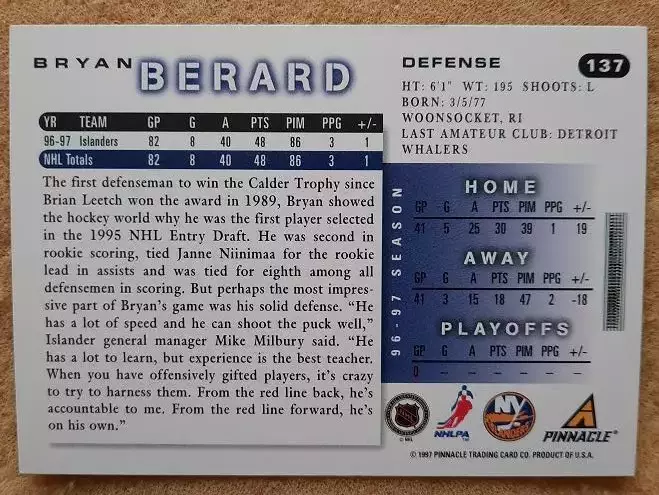 BRYAN BERARD
DEFENSE 137
HT: 6'1" WT: 195 SHOOTS: L
BORN: 3/5/77
WOONSOCKET, RI
LAST AMATEUR CLUB: DETROIT
WHALERS
YR TEAM GP G A PTS PIM PPG +/-
96-97 Islanders 82 8 40 48 86 3 1
NHL Totals 82 8 40 48 86 3 1
The first defenseman to win the Calder Trophy since
Brian Leetch won the award in 1989, Bryan showed
the hockey world why he was the first player selected
in the 1995 NHL Entry Draft. He was second in
rookie scoring, tied Janne Niinimaa for the rookie
lead in assists and was tied for eighth among all
defensemen in scoring. But perhaps the most impres-
sive part of Bryan's game was his solid defense. "He
has a lot of speed and he can shoot the puck well,"
Islander general manager Mike Milbury said. "He
has a lot to learn, but experience is the best teacher.
When you have offensively gifted players, it's crazy
to try to harness them. From the red line back, he's
accountable to me. From the red line forward, he's
on his own."
96-97 SEASON
HOME
GP G A PTS PIM PPG +/-
41 5 25 30 39 1 19
AWAY
GP G A PTS PIM PPG +/-
41 3 15 18 47 2 -18
PLAYOFFS
GP G A PTS PIM PPG +/-
0 – – – – – –
NHL
© NHL
NHLPA
NY
ISLANDERS
PINNACLE
© 1997 PINNACLE TRADING CARD CO. PRODUCT OF U.S.A.